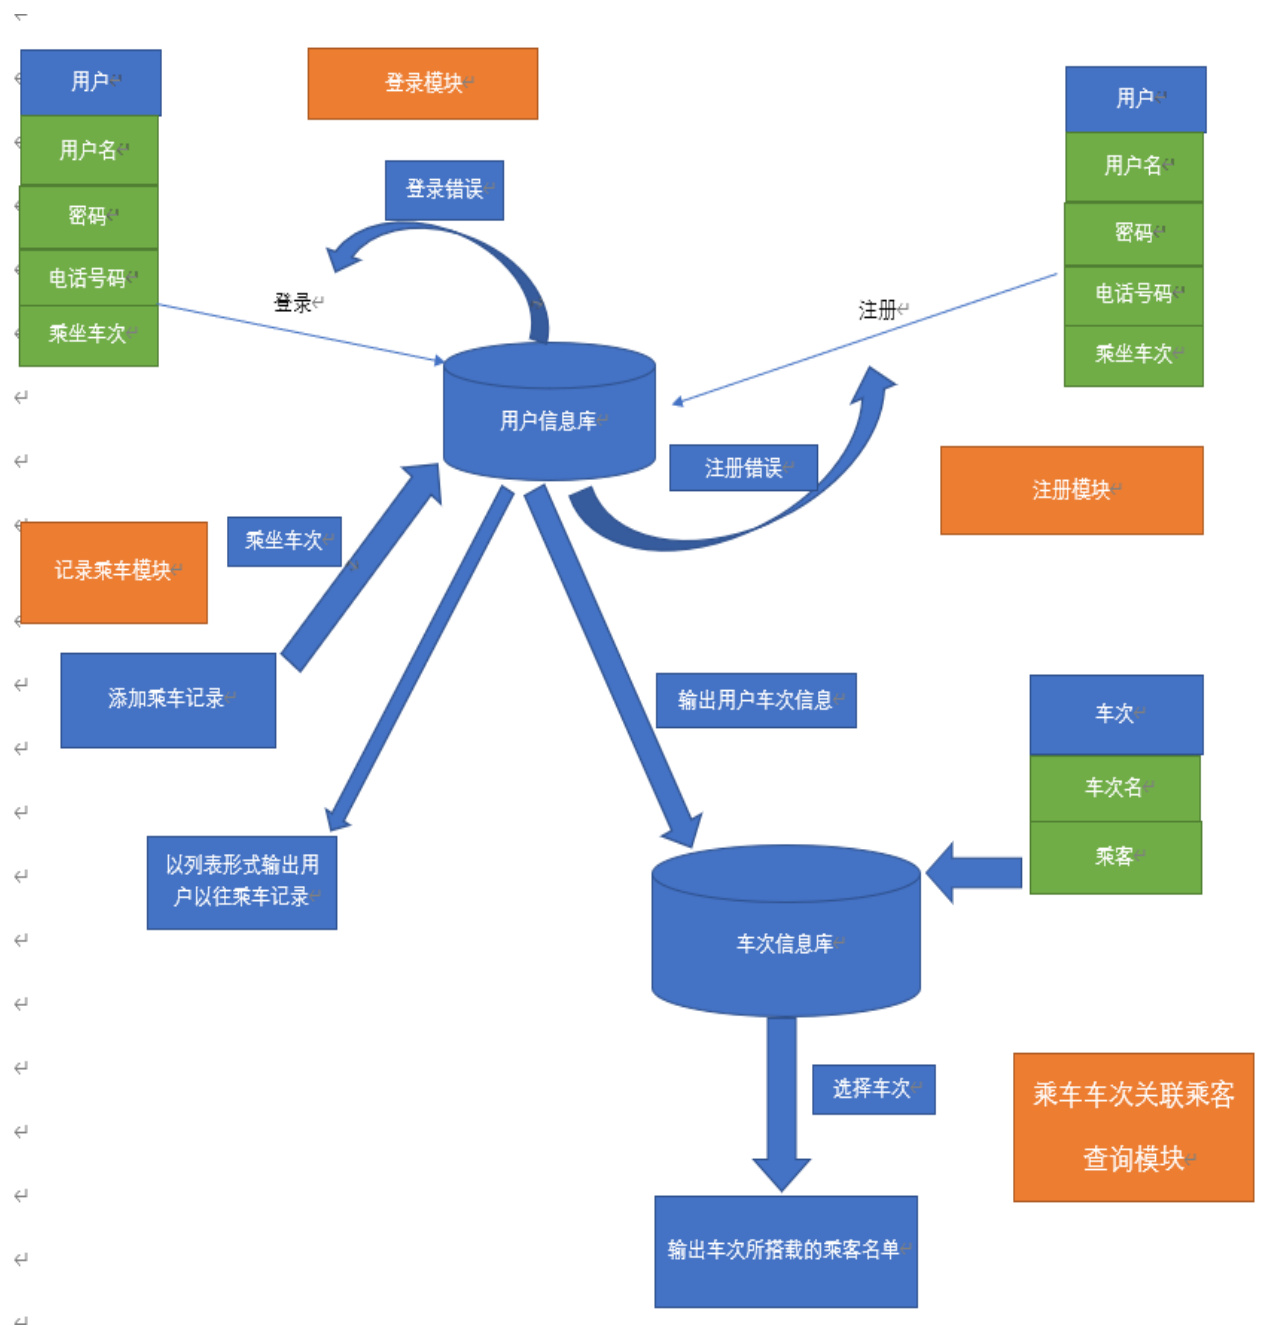 用户
用户名
密码
电话号码
乘坐车次
登录模块
登录错误
登录
用户
用户名
密码
电话号码
乘坐车次
注册
用户信息库
注册错误
注册模块
乘坐车次
记录乘车模块
添加乘车记录
输出用户车次信息
以列表形式输出用
户以往乘车记录
车次
车次名
乘客
车次信息库
选择车次
乘车车次关联乘客
查询模块
输出车次所搭载的乘客名单